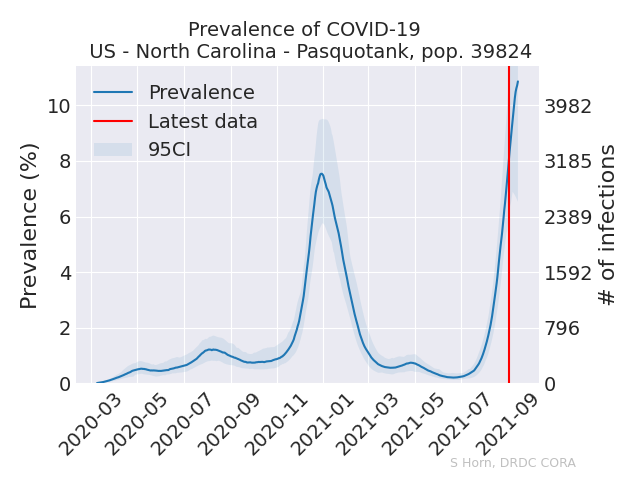 Prevalence of COVID-19
US - North Carolina - Pasquotank, pop. 39824
Prevalence
Latest data
95CI
Prevalence (%)
10
8
6
4
2
0
3982
3185
2389
1592
796
0
# of infections
2020-03
2020-05
2020-07
2020-09
2020-11
2021-01
2021-03
2021-05
2021-07
2021-09
S Horn, DRDC CORA